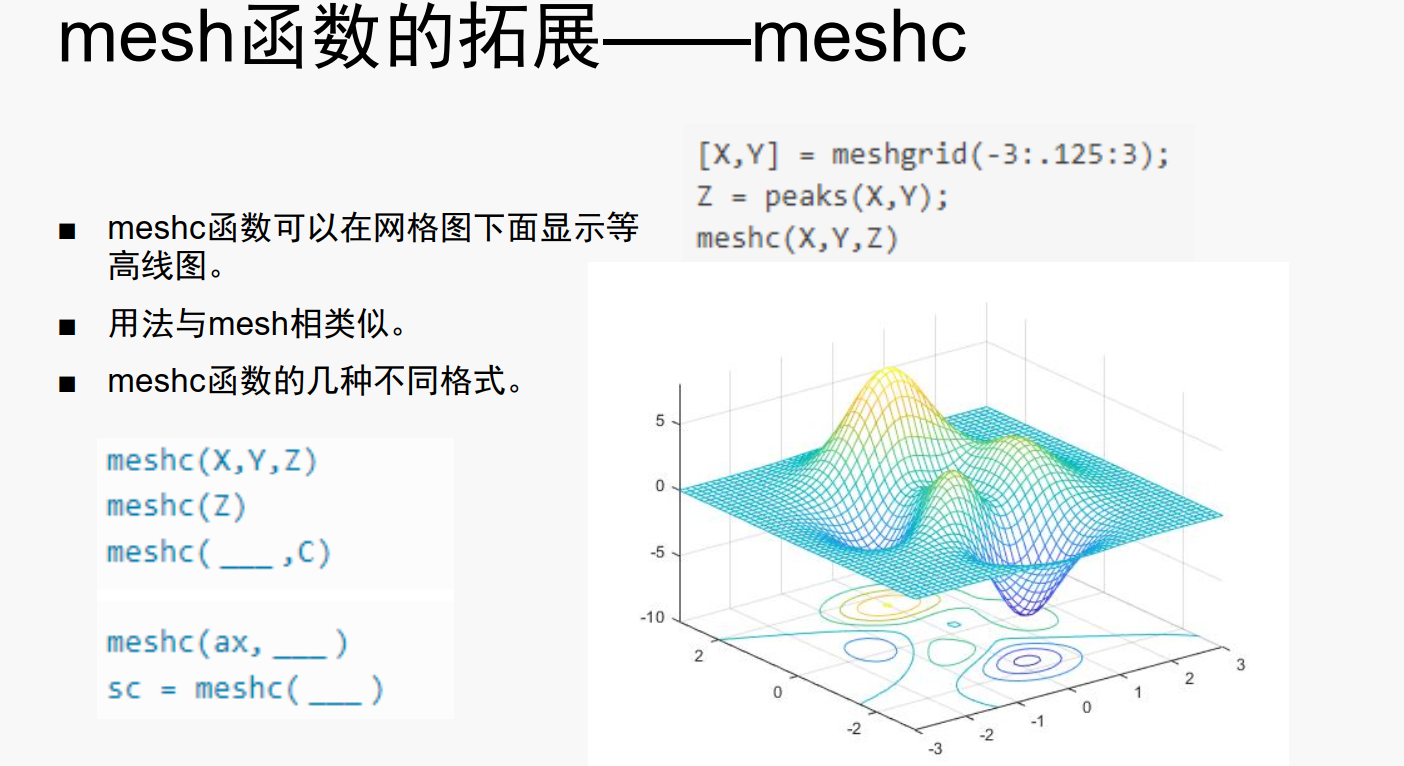 mesh函数的拓展——meshc
[X,Y] = meshgrid(-3:.125:3);
Z = peaks(X,Y);
meshc(X,Y,Z)
■ meshc函数可以在网格图下面显示等
高线图。
■ 用法与mesh相类似。
■ meshc函数的几种不同格式。
meshc(X,Y,Z)
meshc(Z)
meshc( ___ ,C)
meshc(ax, ___ )
sc = meshc( ___ )
5
0
-5
-10
2
0
-2
-3
-2
-1
0
1
2
3